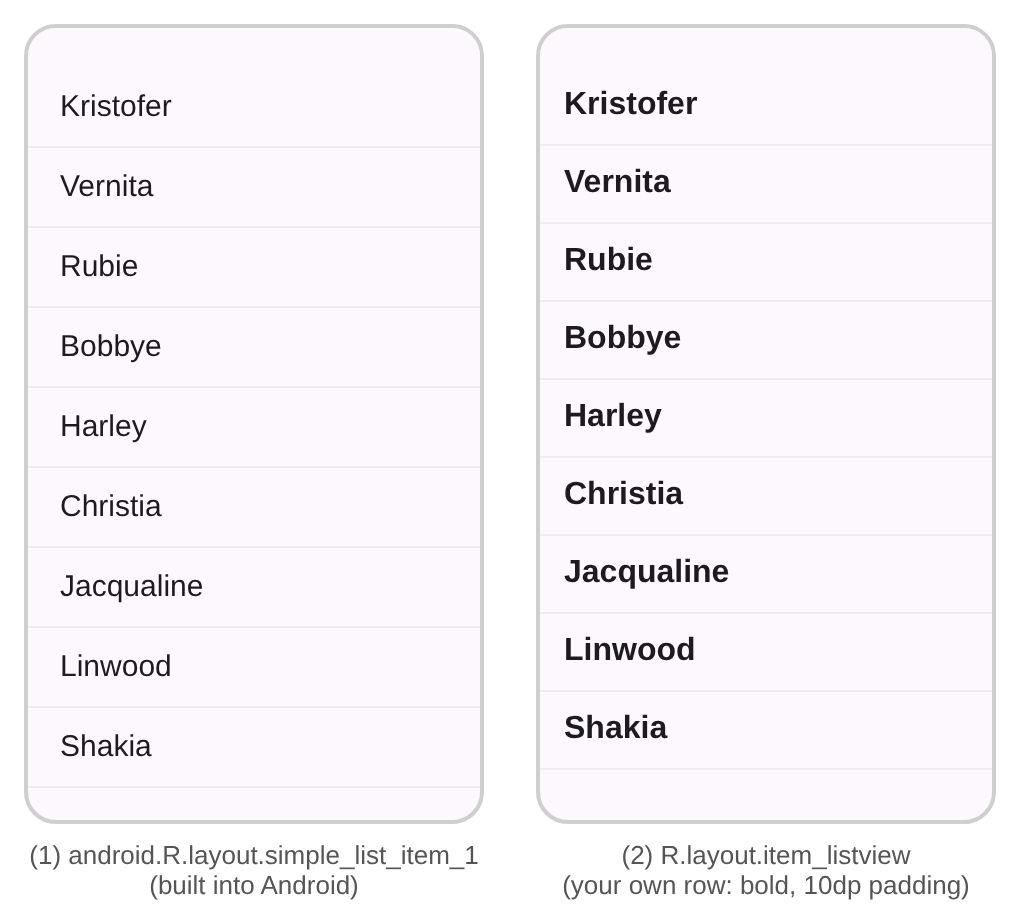 Kristofer
Vernita
Rubie
Bobbye
Harley
Christia
Jacqualine
Linwood
Shakia
(1) android.R.layout.simple_list_item_1
(built into Android)
Kristofer
Vernita
Rubie
Bobbye
Harley
Christia
Jacqualine
Linwood
Shakia
(2) R.layout.item_listview
(your own row: bold, 10dp padding)